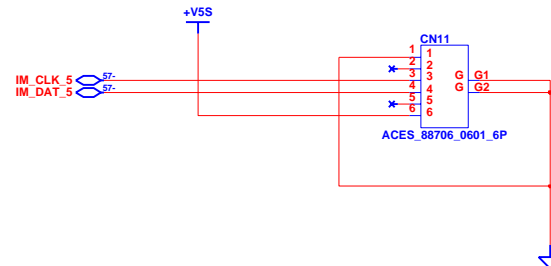 +V5S
CN11
1 1
2 2
IM_CLK_5 57- 3 3 G G1
IM_DAT_5 57- 4 4 G G2
5 5
6 6
ACES_88706_0601_6P